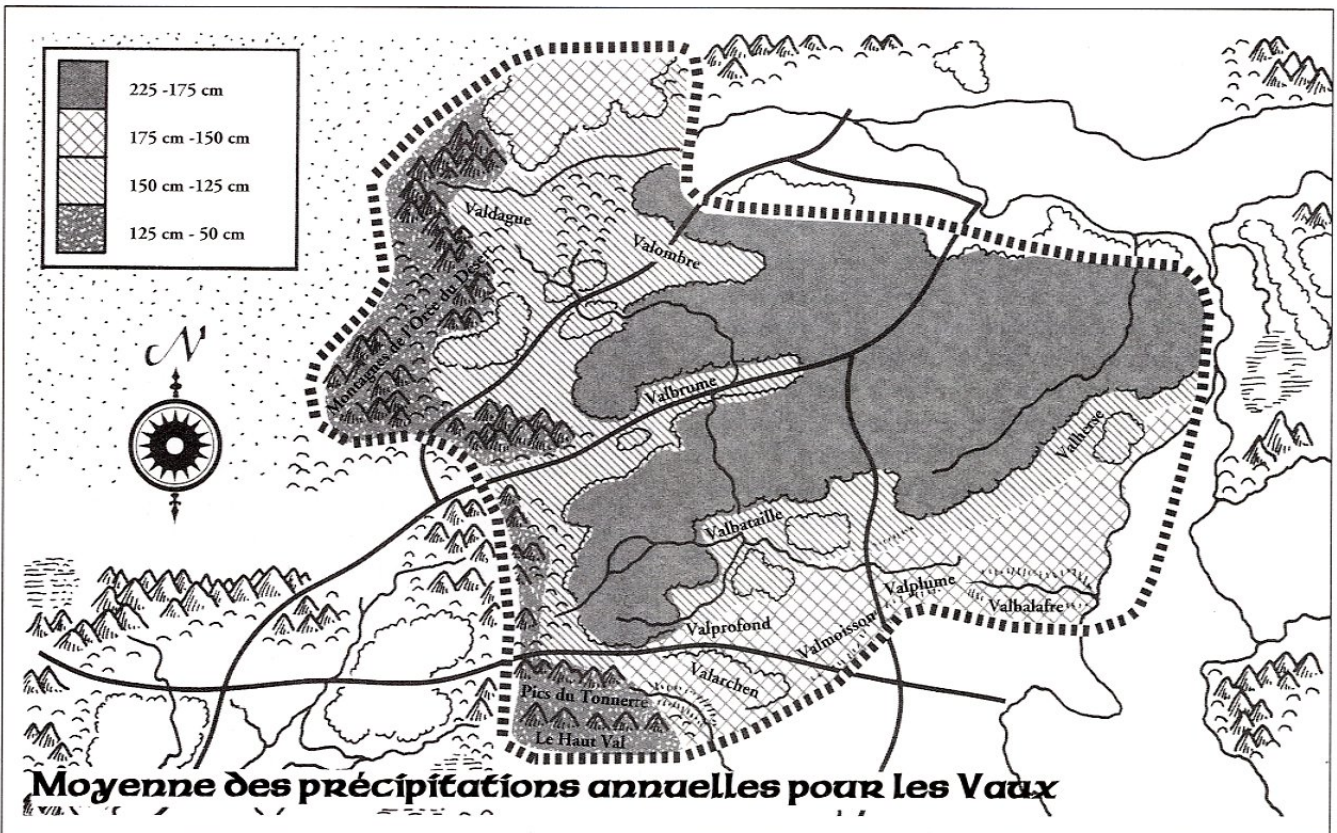 225 -175 cm
175 cm -150 cm
150 cm -125 cm
125 cm - 50 cm
N
Valdague
Valombre
Montagnes de l'Orée du Désert
Valbrume
Valherse
Valbataille
Valplume
Valbalafre
Valprofond
Valmoisson
Valarchen
Pics du Tonnerre
Le Haut Val
Moyenne des précipitations annuelles pour les Vaux